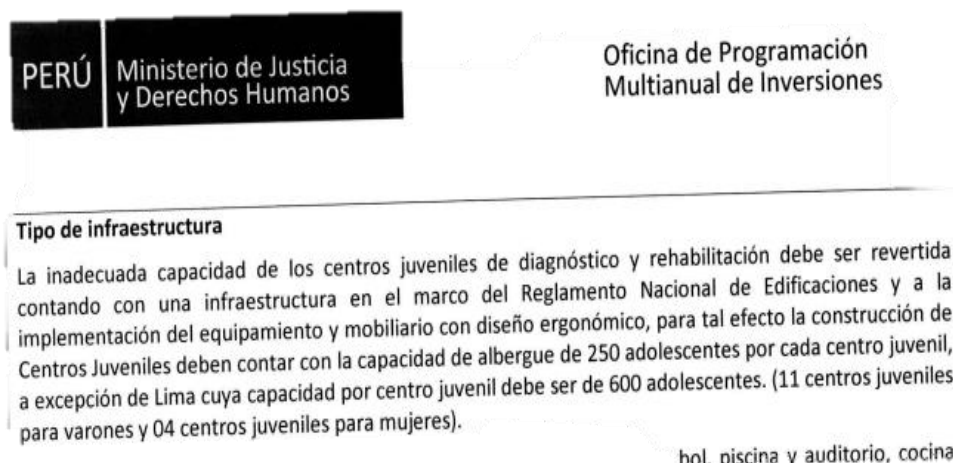 PERÚ
Ministerio de Justicia
y Derechos Humanos
Oficina de Programación
Multianual de Inversiones
Tipo de infraestructura
La inadecuada capacidad de los centros juveniles de diagnóstico y rehabilitación debe ser revertida
contando con una infraestructura en el marco del Reglamento Nacional de Edificaciones y a la
implementación del equipamiento y mobiliario con diseño ergonómico, para tal efecto la construcción de
Centros Juveniles deben contar con la capacidad de albergue de 250 adolescentes por cada centro juvenil,
a excepción de Lima cuya capacidad por centro juvenil debe ser de 600 adolescentes. (11 centros juveniles
para varones y 04 centros juveniles para mujeres).
piscina y auditorio, cocina